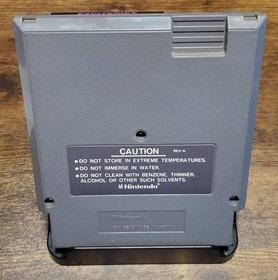 CAUTION REV-A
•DO NOT STORE IN EXTREME TEMPERATURES.
•DO NOT IMMERSE IN WATER.
•DO NOT CLEAN WITH BENZENE, THINNER,
ALCOHOL OR OTHER SUCH SOLVENTS.
Nintendo®
Nintendo